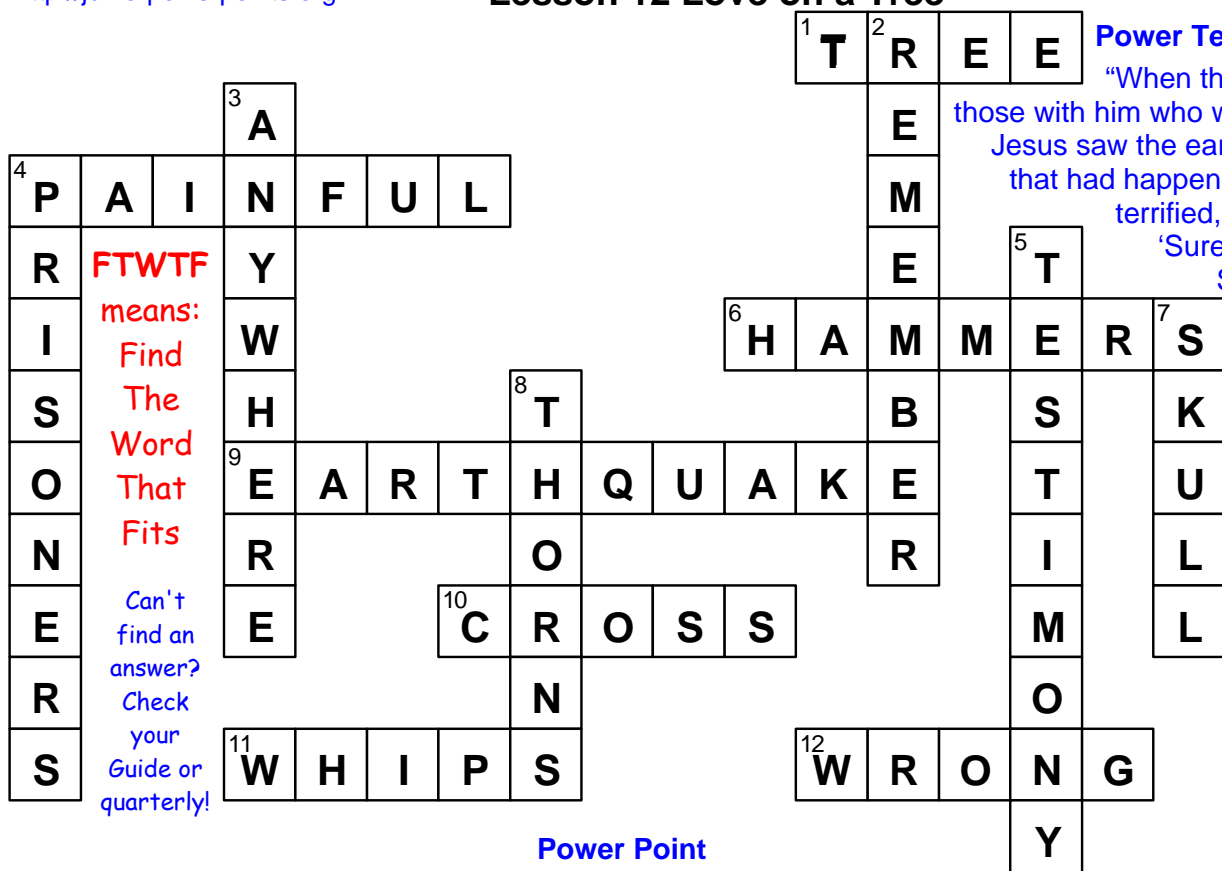 Lesson 12 Love on a Tree
1 T 2 R E E
Power Te
“When th
those with him who w
Jesus saw the ear
that had happen
terrified,
‘Sure
3 A E
4 P A I N F U L M
R Y E 5 T
I W 6 H A M M E R 7 S
S H 8 T B S K
O 9 E A R T H Q U A K E T U
N R O R I L
E E 10 C R O S S M L
R N O
S 11 W H I P S 12 W R O N G
Y
FTWTF
means:
Find
The
Word
That
Fits
Can't
find an
answer?
Check
your
Guide or
quarterly!
Power Point